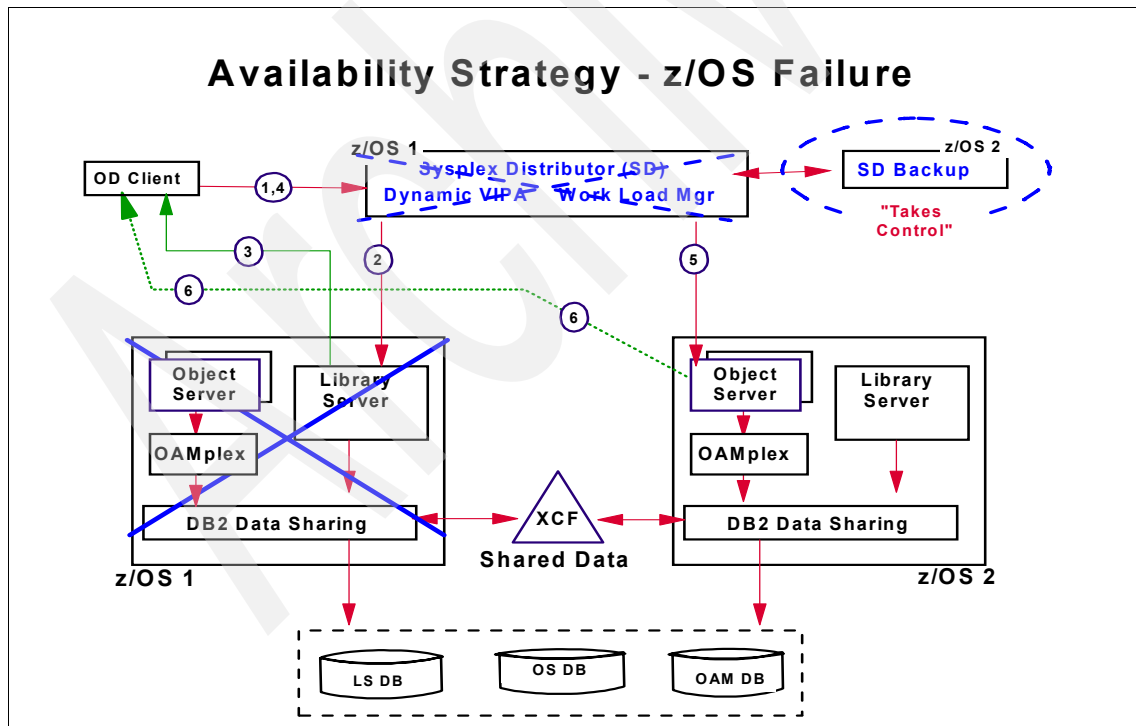 Availability Strategy - z/OS Failure
z/OS 1
Sysplex Distributor (SD)
Dynamic VIPA Work Load Mgr
z/OS 2
SD Backup
"Takes
Control"
OD Client
1,4
3
2
5
6
6
Object
Server
Library
Server
OAMplex
DB2 Data Sharing
z/OS 1
XCF
Shared Data
Object
Server
Library
Server
OAMplex
DB2 Data Sharing
z/OS 2
LS DB
OS DB
OAM DB